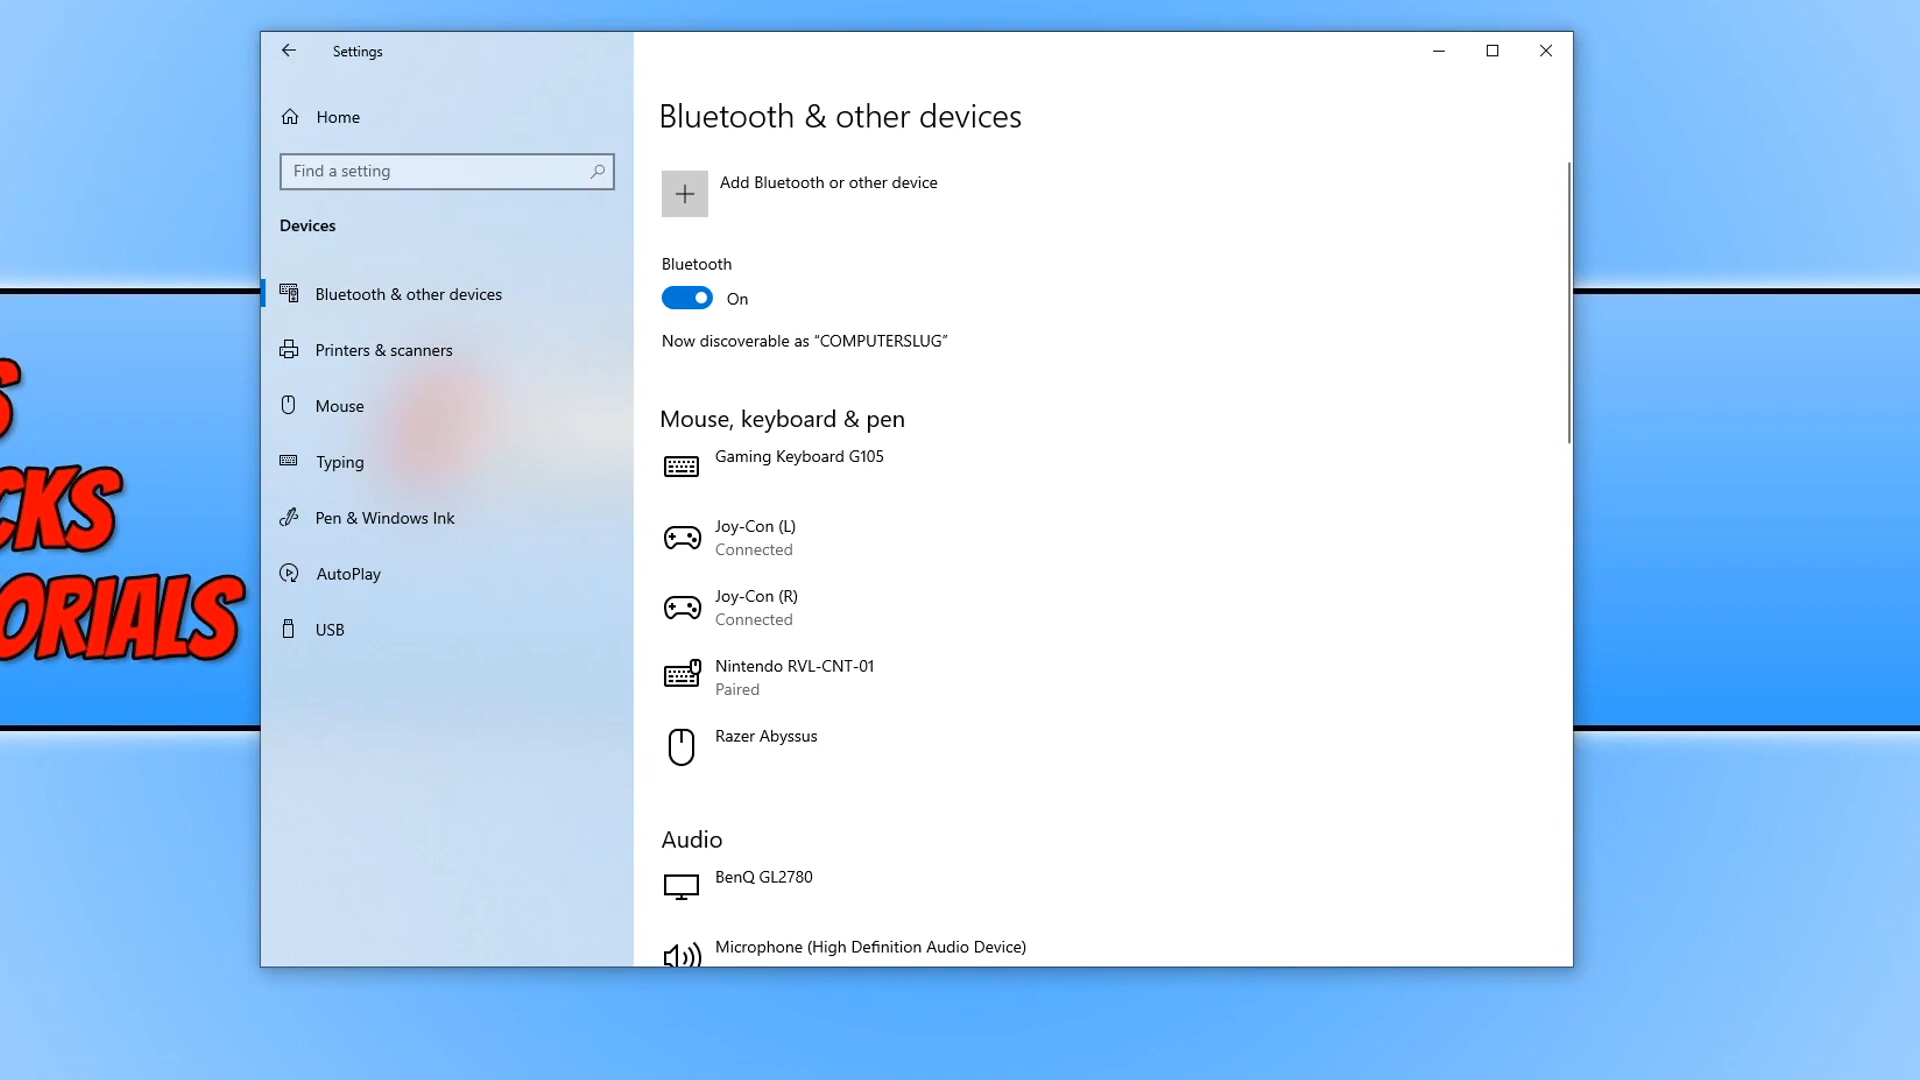 Settings
Home
Find a setting
Devices
Bluetooth & other devices
Printers & scanners
Mouse
Typing
Pen & Windows Ink
AutoPlay
USB
Bluetooth & other devices
Add Bluetooth or other device
Bluetooth
On
Now discoverable as “COMPUTERSLUG”
Mouse, keyboard & pen
Gaming Keyboard G105
Joy-Con (L)
Connected
Joy-Con (R)
Connected
Nintendo RVL-CNT-01
Paired
Razer Abyssus
Audio
BenQ GL2780
Microphone (High Definition Audio Device)
S
CKS
ORIALS